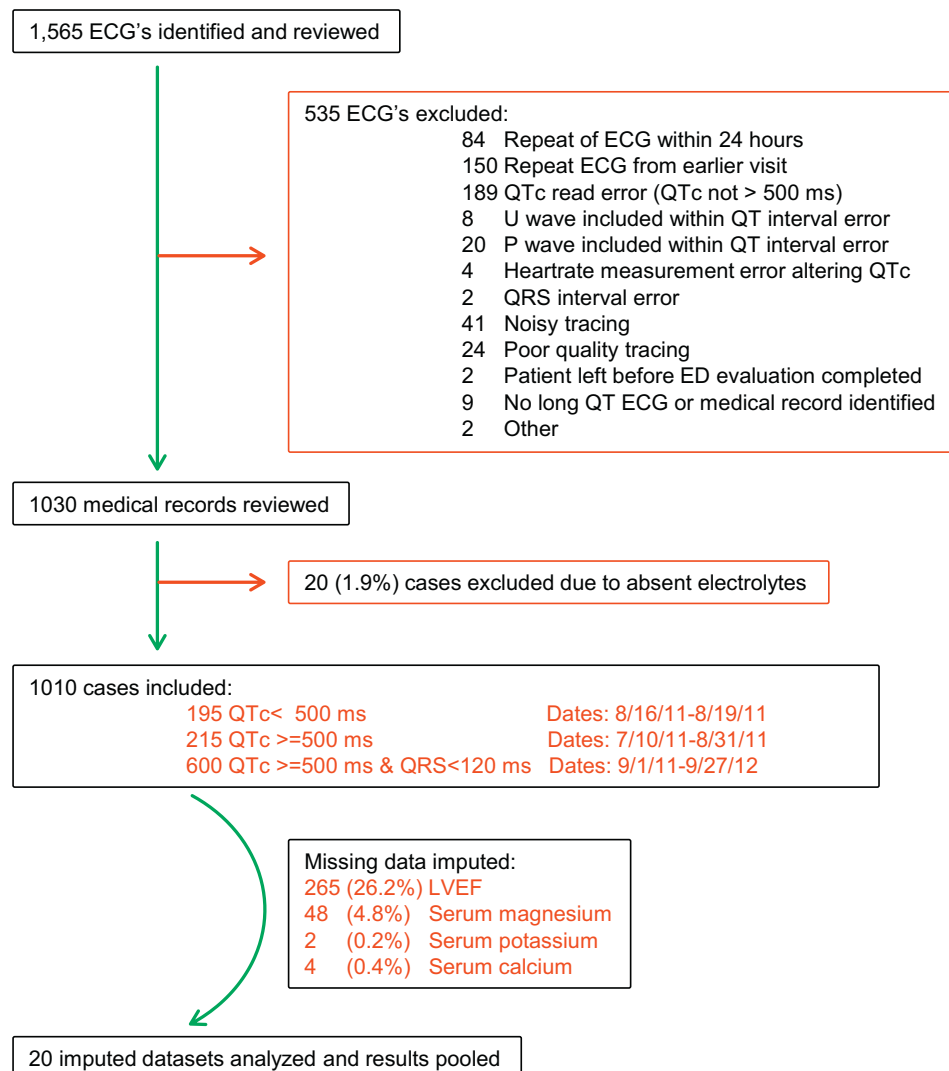 1,565 ECG's identified and reviewed
535 ECG's excluded:
84 Repeat of ECG within 24 hours
150 Repeat ECG from earlier visit
189 QTc read error (QTc not > 500 ms)
8 U wave included within QT interval error
20 P wave included within QT interval error
4 Heartrate measurement error altering QTc
2 QRS interval error
41 Noisy tracing
24 Poor quality tracing
2 Patient left before ED evaluation completed
9 No long QT ECG or medical record identified
2 Other
1030 medical records reviewed
20 (1.9%) cases excluded due to absent electrolytes
1010 cases included:
195 QTc< 500 ms Dates: 8/16/11-8/19/11
215 QTc >=500 ms Dates: 7/10/11-8/31/11
600 QTc >=500 ms & QRS<120 ms Dates: 9/1/11-9/27/12
Missing data imputed:
265 (26.2%) LVEF
48 (4.8%) Serum magnesium
2 (0.2%) Serum potassium
4 (0.4%) Serum calcium
20 imputed datasets analyzed and results pooled